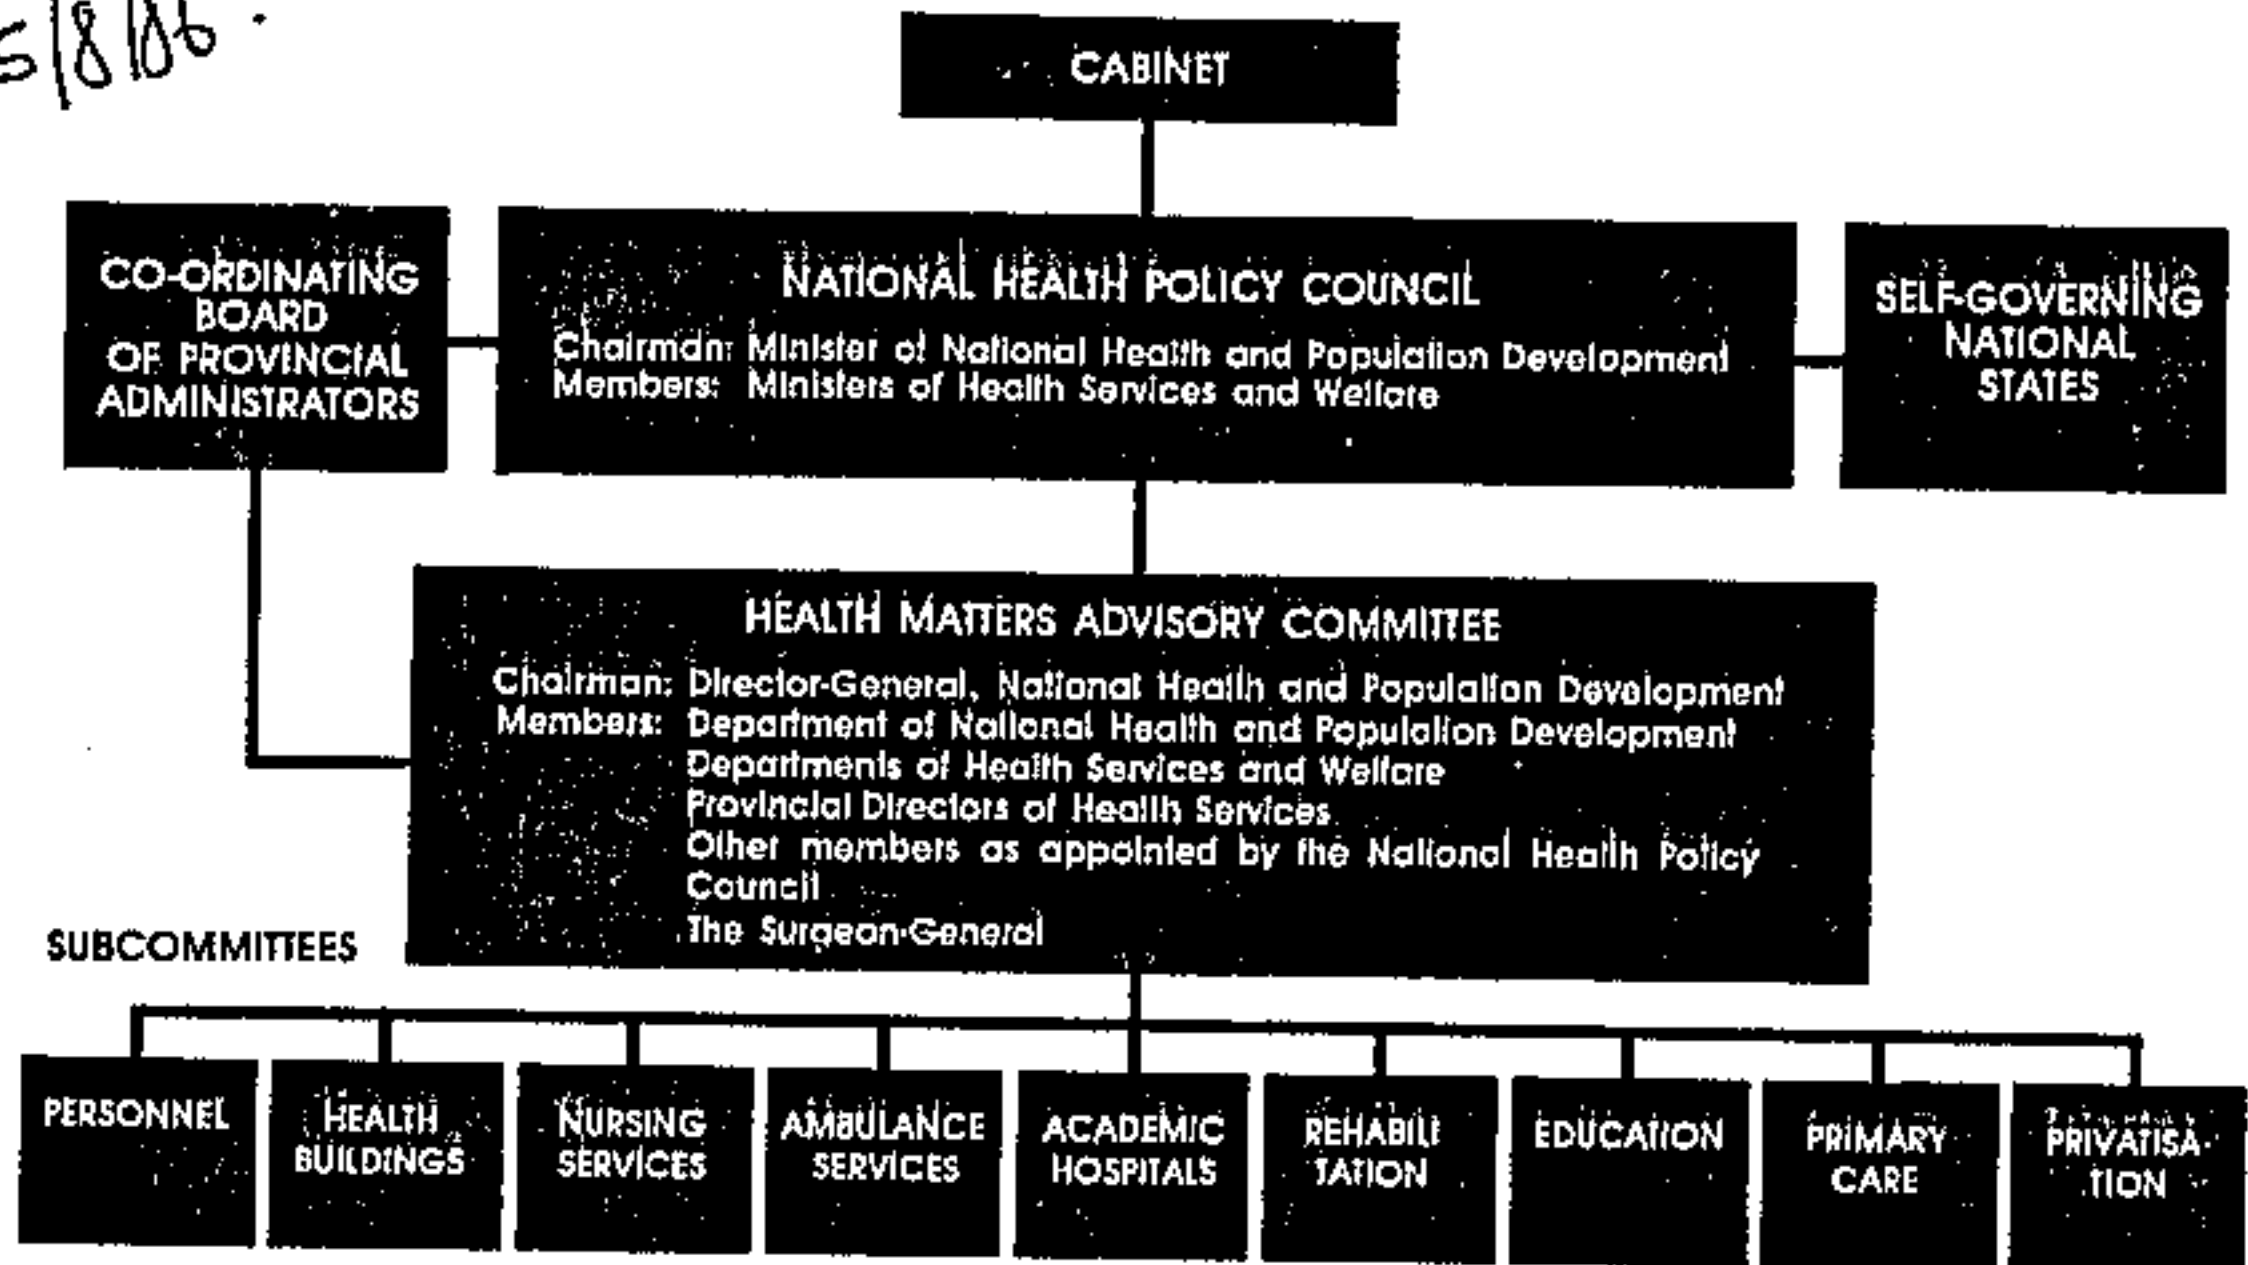 5/8/86.
CABINET
CO-ORDINATING
BOARD
OF PROVINCIAL
ADMINISTRATORS
NATIONAL HEALTH POLICY COUNCIL
Chairman: Minister of National Health and Population Development
Members: Ministers of Health Services and Welfare
SELF-GOVERNING
NATIONAL
STATES
HEALTH MATTERS ADVISORY COMMITTEE
Chairman: Director-General, National Health and Population Development
Members: Department of National Health and Population Development
Departments of Health Services and Welfare
Provincial Directors of Health Services
Other members as appointed by the National Health Policy
Council
The Surgeon-General
SUBCOMMITTEES
PERSONNEL
HEALTH
BUILDINGS
NURSING
SERVICES
AMBULANCE
SERVICES
ACADEMIC
HOSPITALS
REHABILI
TATION
EDUCATION
PRIMARY
CARE
PRIVATISA-
TION